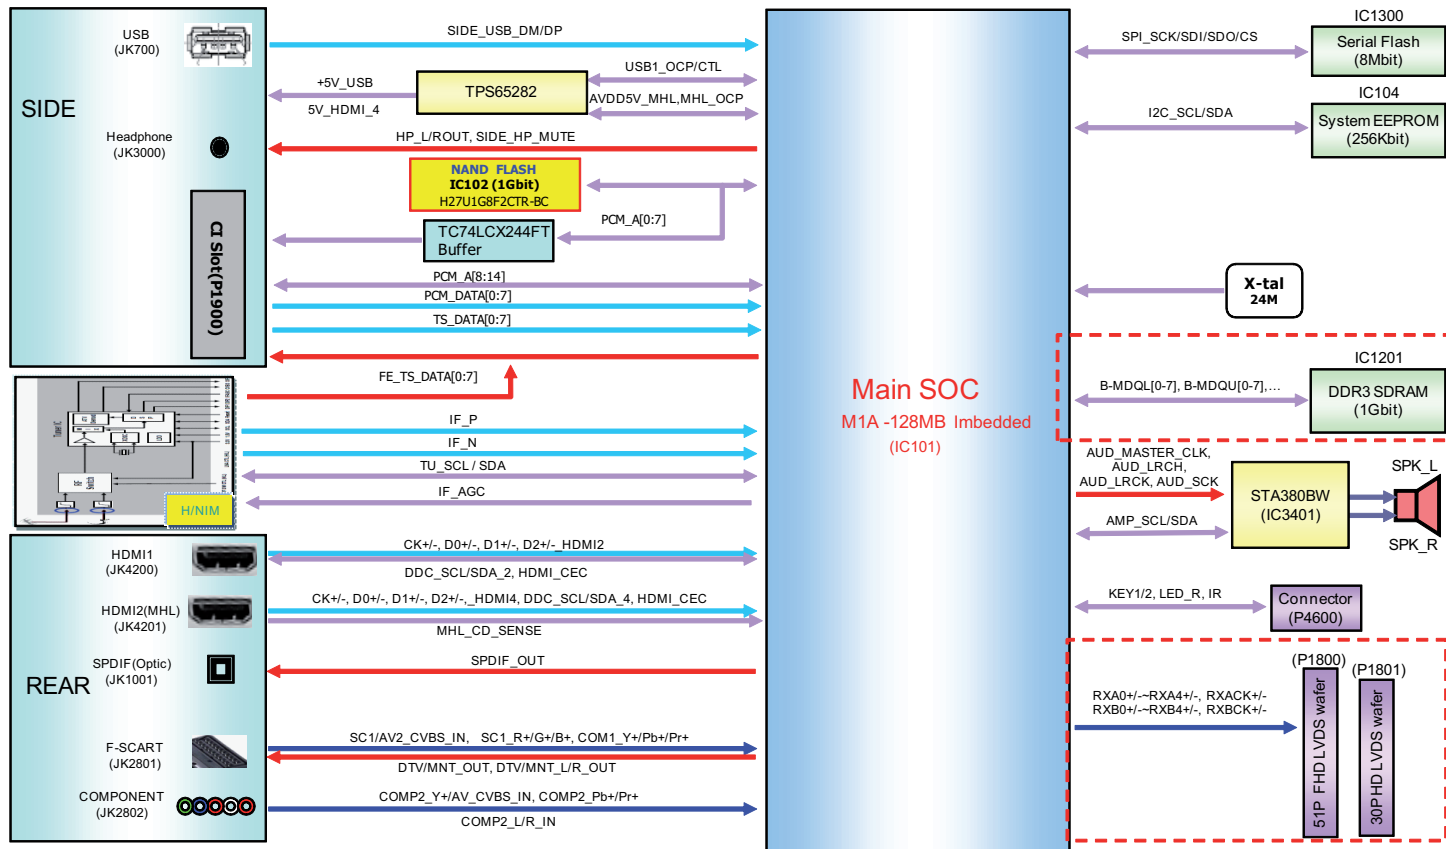 SIDE
USB
(JK700)
Headphone
(JK3000)
CI Slot(P1900)
SIDE_USB_DM/DP
+5V_USB
5V_HDMI_4
TPS65282
USB1_OCP/CTL
AVDD5V_MHL,MHL_OCP
HP_L/ROUT, SIDE_HP_MUTE
NAND FLASH
IC102 (1Gbit)
H27U1G8F2CTR-BC
TC74LCX244FT
Buffer
PCM_A[0:7]
PCM_A[8:14]
PCM_DATA[0:7]
TS_DATA[0:7]
FE_TS_DATA[0:7]
H/NIM
IF_P
IF_N
TU_SCL / SDA
IF_AGC
REAR
HDMI1
(JK4200)
HDMI2(MHL)
(JK4201)
SPDIF(Optic)
(JK1001)
F-SCART
(JK2801)
COMPONENT
(JK2802)
CK+/-, D0+/-, D1+/-, D2+/-_HDMI2
DDC_SCL/SDA_2, HDMI_CEC
CK+/-, D0+/-, D1+/-, D2+/-,_HDMI4, DDC_SCL/SDA_4, HDMI_CEC
MHL_CD_SENSE
SPDIF_OUT
SC1/AV2_CVBS_IN, SC1_R+/G+/B+, COM1_Y+/Pb+/Pr+
DTV/MNT_OUT, DTV/MNT_L/R_OUT
COMP2_Y+/AV_CVBS_IN, COMP2_Pb+/Pr+
COMP2_L/R_IN
Main SOC
M1A -128MB Imbedded
(IC101)
SPI_SCK/SDI/SDO/CS
IC1300
Serial Flash
(8Mbit)
I2C_SCL/SDA
IC104
System EEPROM
(256Kbit)
X-tal
24M
B-MDQL[0-7], B-MDQU[0-7],...
IC1201
DDR3 SDRAM
(1Gbit)
AUD_MASTER_CLK,
AUD_LRCH,
AUD_LRCK, AUD_SCK
AMP_SCL/SDA
STA380BW
(IC3401)
SPK_L
SPK_R
KEY1/2, LED_R, IR
Connector
(P4600)
RXA0+/-~RXA4+/-, RXACK+/-
RXB0+/-~RXB4+/-, RXBCK+/-
(P1800)
51P FHD LVDS wafer
(P1801)
30P HD LVDS wafer